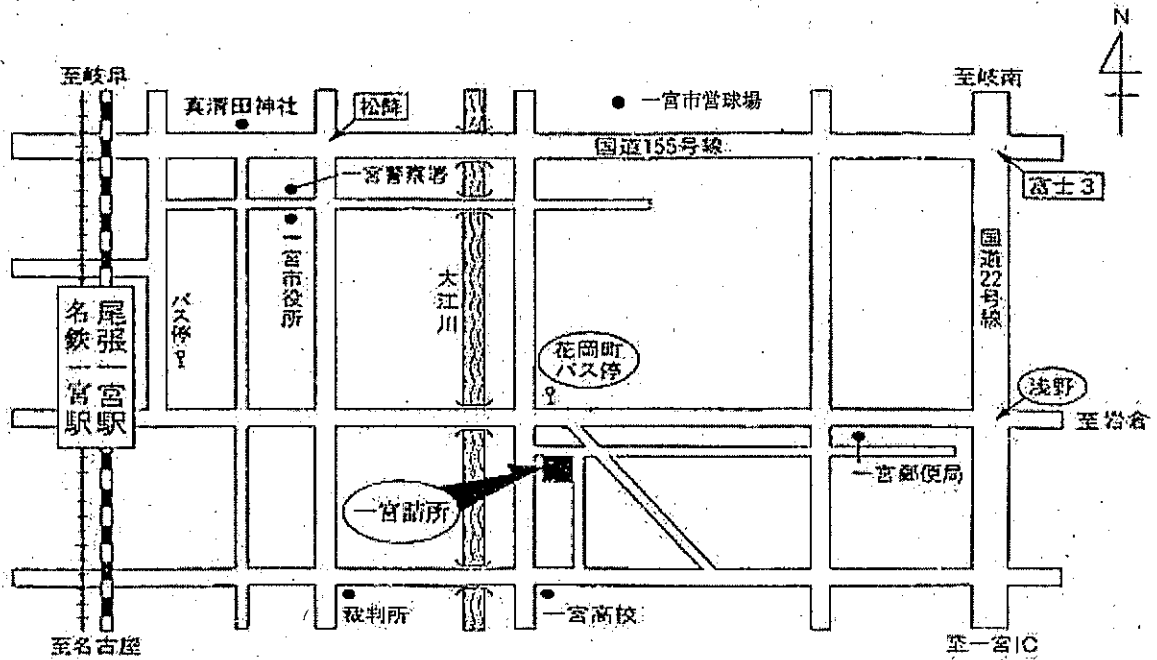 N
至岐阜
至岐南
真清田神社
松降
一宮市営球場
国道155号線
一宮警察署
富士3
一宮市役所
大江川
国道22号線
バス停
尾張一宮駅
名鉄一宮駅
花岡町
バス停
浅野
至岩倉
一宮郵便局
一宮詰所
裁判所
一宮高校
至名古屋
至一宮IC